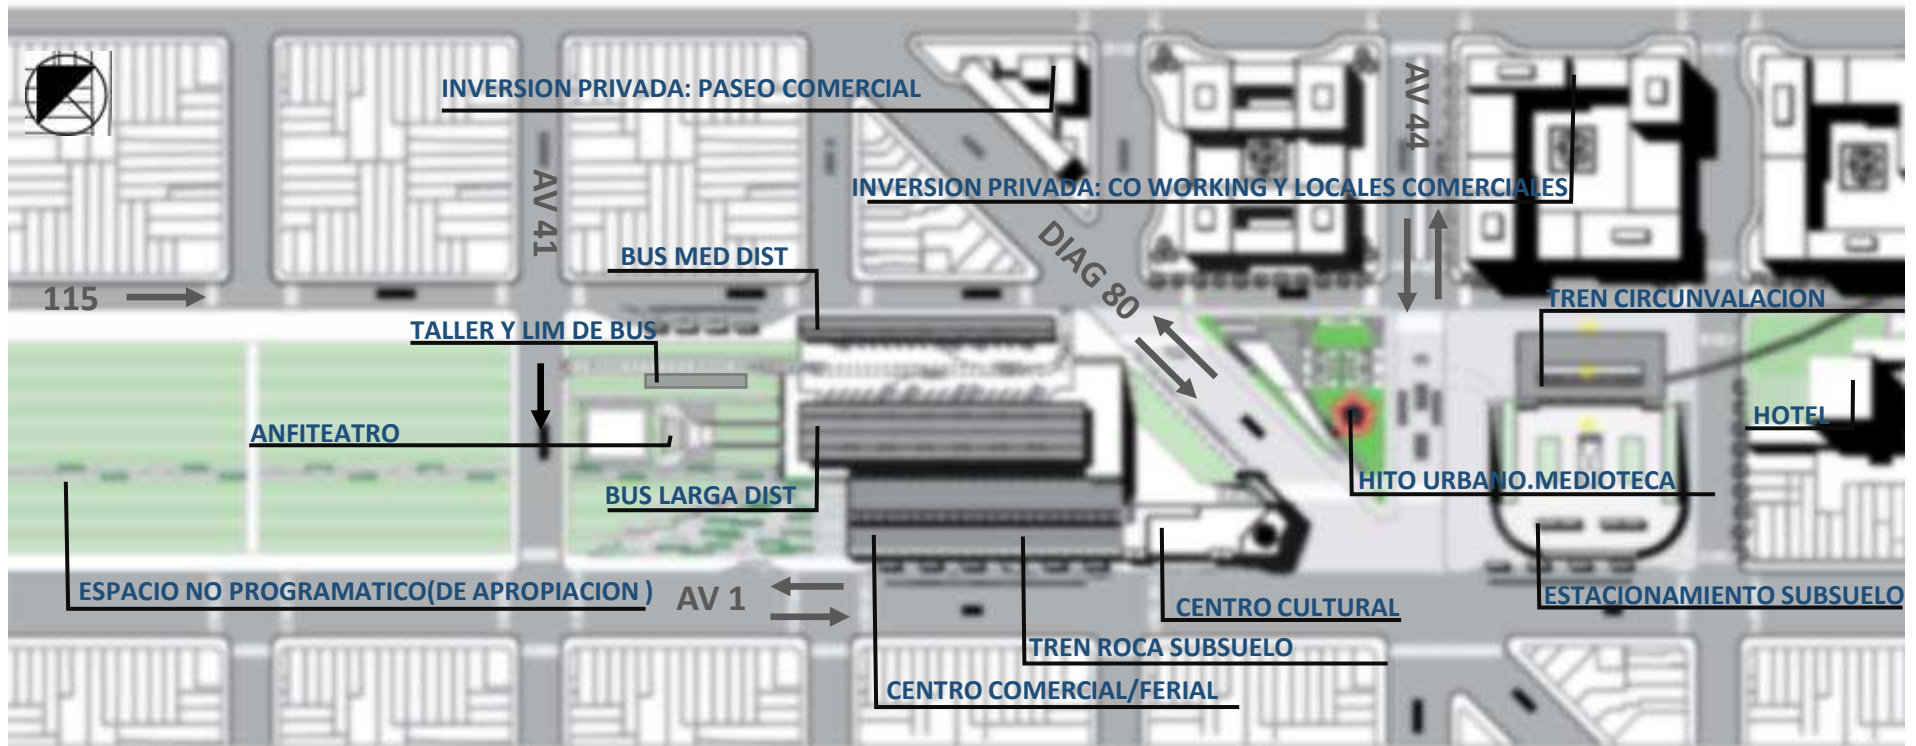 INVERSION PRIVADA: PASEO COMERCIAL
AV 44
INVERSION PRIVADA: CO WORKING Y LOCALES COMERCIALES
AV 41
BUS MED DIST
DIAG 80
115
TREN CIRCUNVALACION
TALLER Y LIM DE BUS
ANFITEATRO
HOTEL
BUS LARGA DIST
HITO URBANO.MEDIOTECA
ESPACIO NO PROGRAMATICO(DE APROPIACION )
AV 1
CENTRO CULTURAL
ESTACIONAMIENTO SUBSUELO
TREN ROCA SUBSUELO
CENTRO COMERCIAL/FERIAL